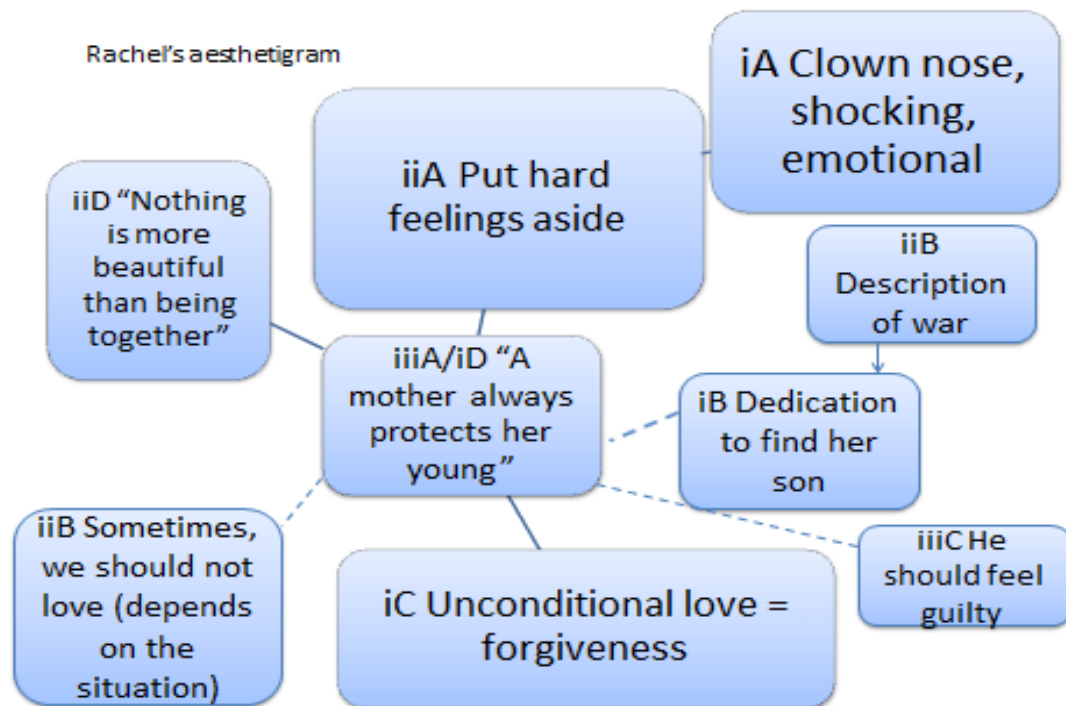 Rachel's aesthetigram
iA Clown nose,
shocking,
emotional
iiA Put hard
feelings aside
iiD “Nothing
is more
beautiful
than being
together”
iiB
Description
of war
iiiA/iD “A
mother always
protects her
young”
iB Dedication
to find her
son
iiB Sometimes,
we should not
love (depends
on the
situation)
iC Unconditional love =
forgiveness
iiiC He
should feel
guilty